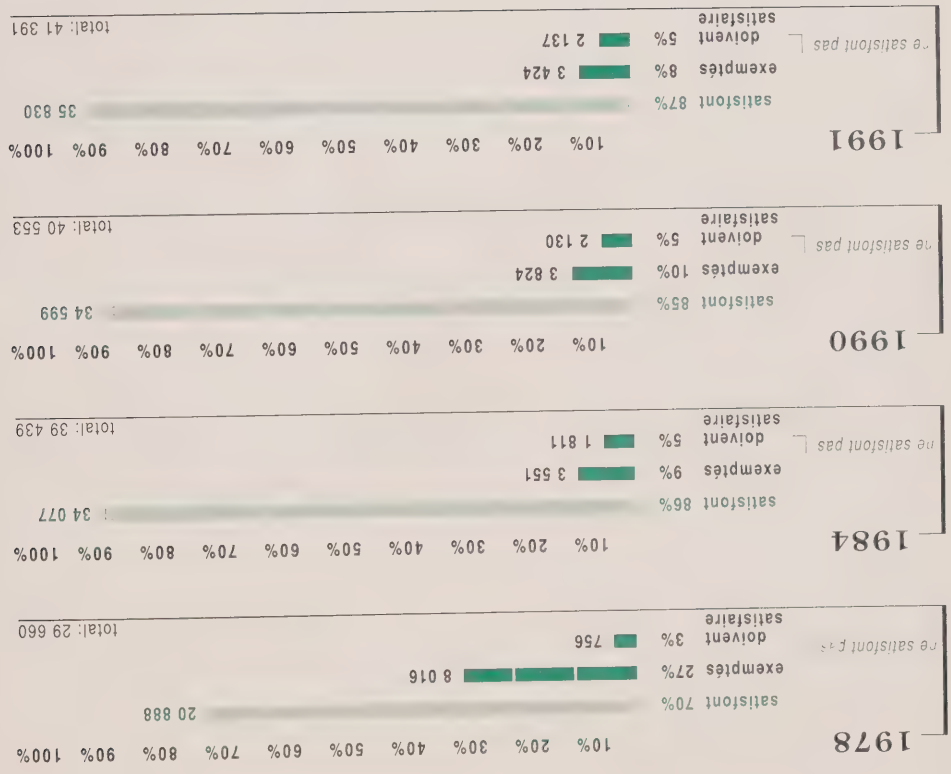 1978
10% 20% 30% 40% 50% 60% 70% 80% 90% 100%
satisfont 70% 20 888
exemptés 27% 8 016
ne satisfont pas
doivent 3% 756
satisfaire
total: 29 660
1984
10% 20% 30% 40% 50% 60% 70% 80% 90% 100%
satisfont 86% 34 077
exemptés 9% 3 551
ne satisfont pas
doivent 5% 1 811
satisfaire
total: 39 439
1990
10% 20% 30% 40% 50% 60% 70% 80% 90% 100%
satisfont 85% 34 599
exemptés 10% 3 824
ne satisfont pas
doivent 5% 2 130
satisfaire
total: 40 553
1991
10% 20% 30% 40% 50% 60% 70% 80% 90% 100%
satisfont 87% 35 830
exemptés 8% 3 424
ne satisfont pas
doivent 5% 2 137
satisfaire
total: 41 391